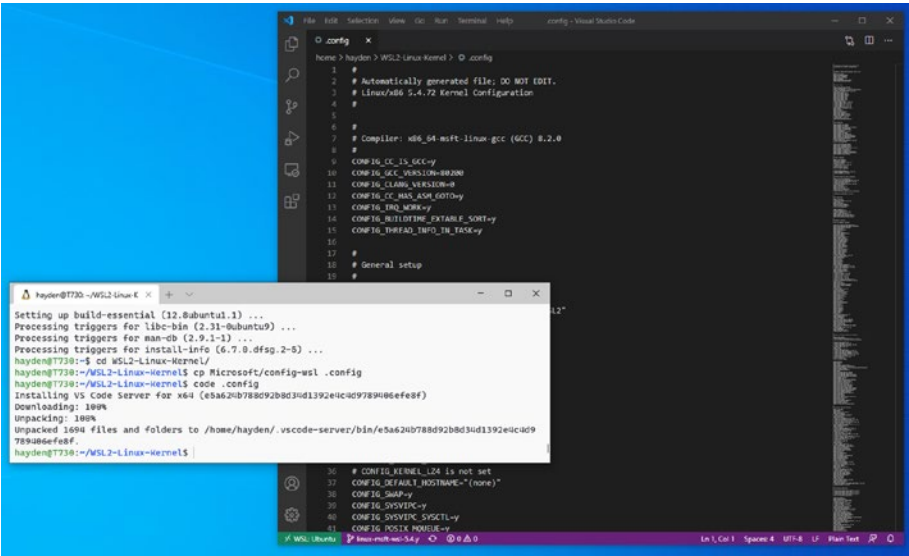 File Edit Selection View Go Run Terminal Help
.config - Visual Studio Code
.config
home > hayden > WSL2-Linux-Kernel > .config
1 #
2 # Automatically generated file; DO NOT EDIT.
3 # Linux/x86 5.4.72 Kernel Configuration
4 #
5
6 #
7 # Compiler: x86_64-msft-linux-gcc (GCC) 8.2.0
8 #
9 CONFIG_CC_IS_GCC=y
10 CONFIG_GCC_VERSION=80200
11 CONFIG_CLANG_VERSION=0
12 CONFIG_CC_HAS_ASM_GOTO=y
13 CONFIG_IRQ_WORK=y
14 CONFIG_BUILDTIME_EXTABLE_SORT=y
15 CONFIG_THREAD_INFO_IN_TASK=y
16
17 #
18 # General setup
19 #
hayden@T730: ~/WSL2-Linux-K
Setting up build-essential (12.8ubuntu1.1) ...
Processing triggers for libc-bin (2.31-0ubuntu9) ...
Processing triggers for man-db (2.9.1-1) ...
Processing triggers for install-info (6.7.0.dfsg.2-5) ...
hayden@T730:~$ cd WSL2-Linux-Kernel/
hayden@T730:~/WSL2-Linux-Kernel$ cp Microsoft/config-wsl .config
hayden@T730:~/WSL2-Linux-Kernel$ code .config
Installing VS Code Server for x64 (e5a624b788d92b8d34d1392e4c4d9789406efe8f)
Downloading: 100%
Unpacking: 100%
Unpacked 1694 files and folders to /home/hayden/.vscode-server/bin/e5a624b788d92b8d34d1392e4c4d9
789406efe8f.
hayden@T730:~/WSL2-Linux-Kernel$
36 # CONFIG_KERNEL_LZ4 is not set
37 CONFIG_DEFAULT_HOSTNAME="(none)"
38 CONFIG_SWAP=y
39 CONFIG_SYSVIPC=y
40 CONFIG_SYSVIPC_SYSCTL=y
41 CONFIG_POSIX_MQUEUE=y
WSL: Ubuntu linux-msft-wsl-5.4.y 0 0 Ln 1, Col 1 Spaces: 4 UTF-8 LF Plain Text